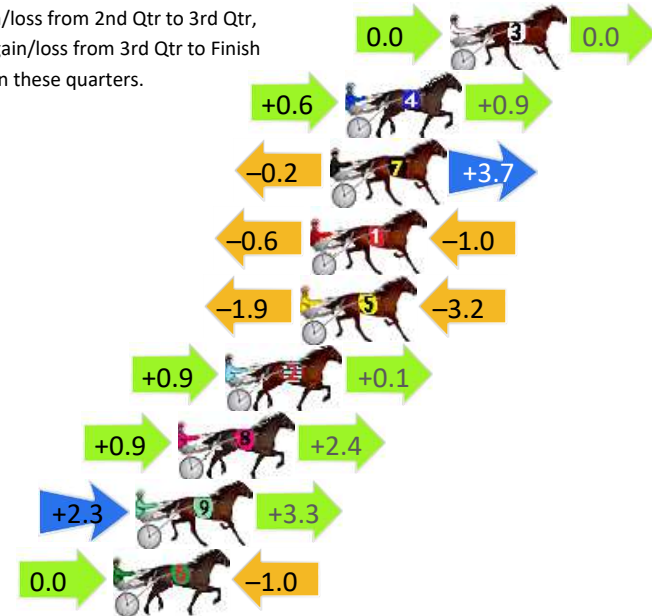 /loss from 2nd Qtr to 3rd Qtr,
gain/loss from 3rd Qtr to Finish
n these quarters.
0.0 3 0.0
+0.6 4 +0.9
–0.2 7 +3.7
–0.6 1 –1.0
–1.9 5 –3.2
+0.9 2 +0.1
+0.9 8 +2.4
+2.3 9 +3.3
0.0 6 –1.0